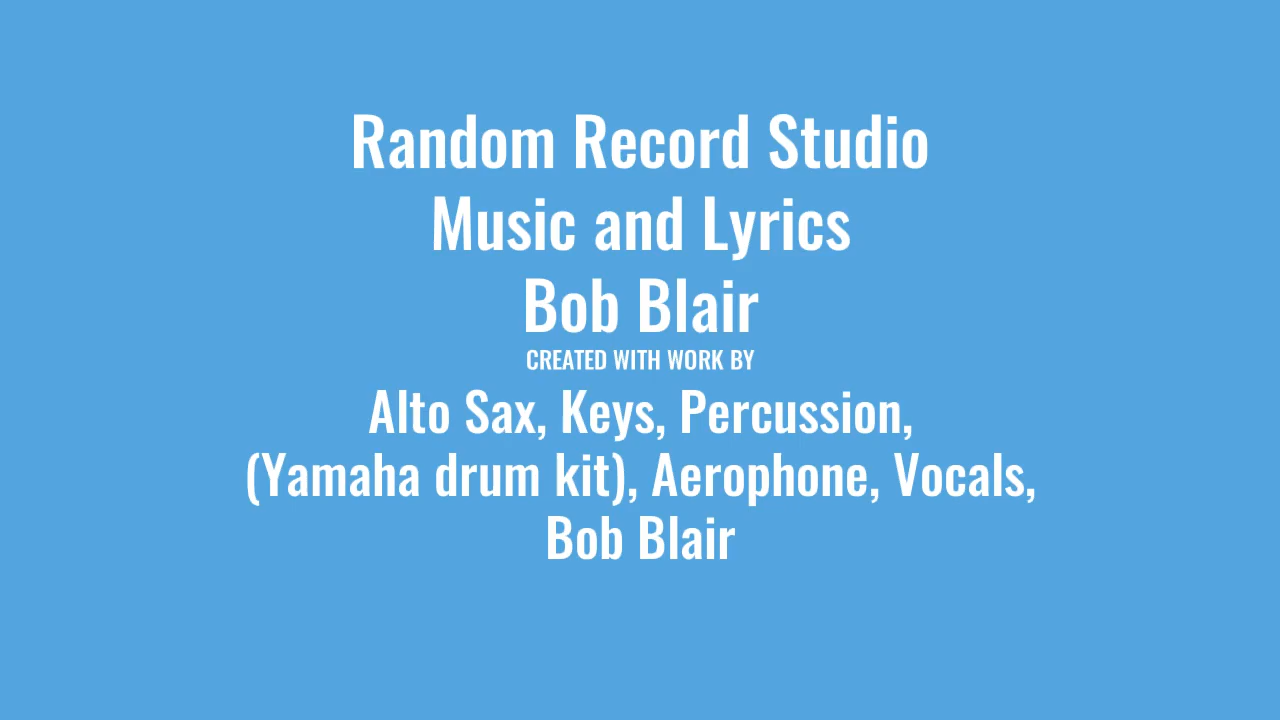 Random Record Studio
Music and Lyrics
Bob Blair
CREATED WITH WORK BY
Alto Sax, Keys, Percussion,
(Yamaha drum kit), Aerophone, Vocals,
Bob Blair